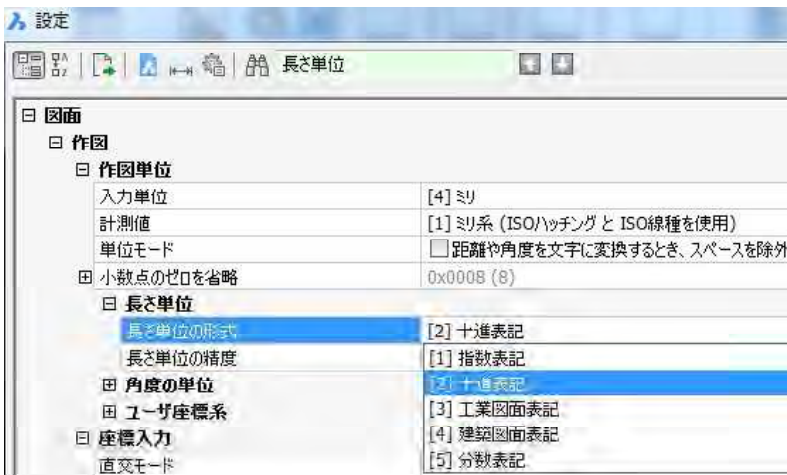 設定
長さ単位
図面
作図
作図単位
入力単位 [4] ミリ
計測値 [1] ミリ系 (ISOハッチング と ISO線種を使用)
単位モード 距離や角度を文字に変換するとき、スペースを除外
小数点のゼロを省略 0x0008 (8)
長さ単位
長さ単位の形式 [2] 十進表記
長さ単位の精度 [1] 指数表記
[2] 十進表記
角度の単位
ユーザ座標系 [3] 工業図面表記
座標入力 [4] 建築図面表記
直交モード [5] 分数表記